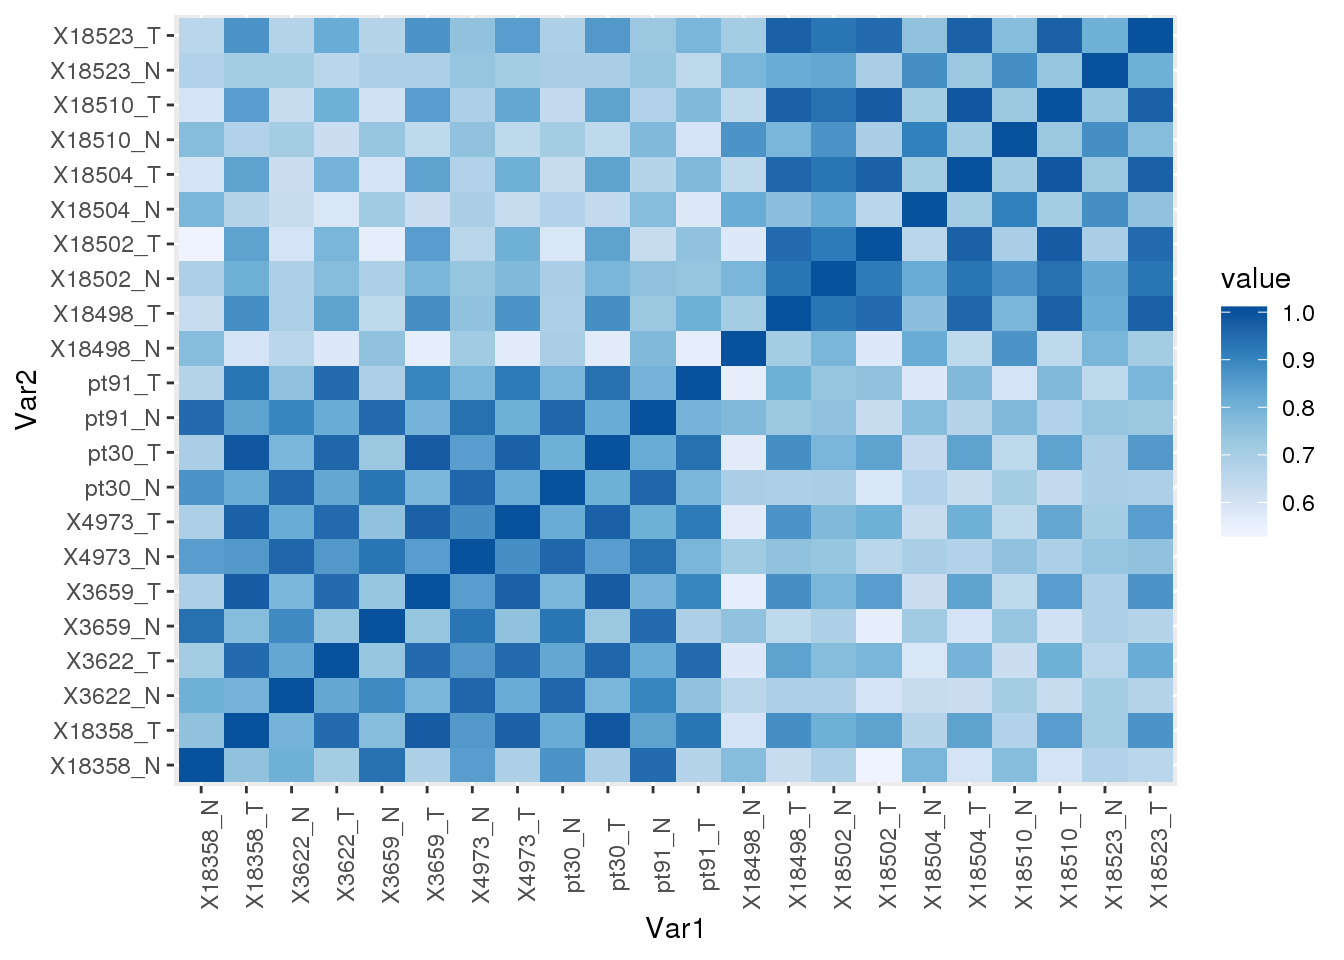 X18523_T
X18523_N
X18510_T
X18510_N
X18504_T
X18504_N
X18502_T
X18502_N
X18498_T
X18498_N
pt91_T
pt91_N
pt30_T
pt30_N
X4973_T
X4973_N
X3659_T
X3659_N
X3622_T
X3622_N
X18358_T
X18358_N
Var2
X18358_N
X18358_T
X3622_N
X3622_T
X3659_N
X3659_T
X4973_N
X4973_T
pt30_N
pt30_T
pt91_N
pt91_T
X18498_N
X18498_T
X18502_N
X18502_T
X18504_N
X18504_T
X18510_N
X18510_T
X18523_N
X18523_T
Var1
value
1.0
0.9
0.8
0.7
0.6